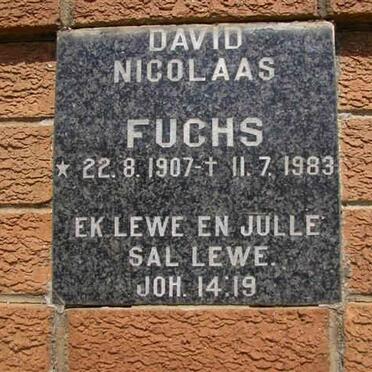 DAVID
NICOLAAS
FUCHS
* 22.8.1907-† 11.7.1983
EK LEWE EN JULLE
SAL LEWE.
JOH. 14:19